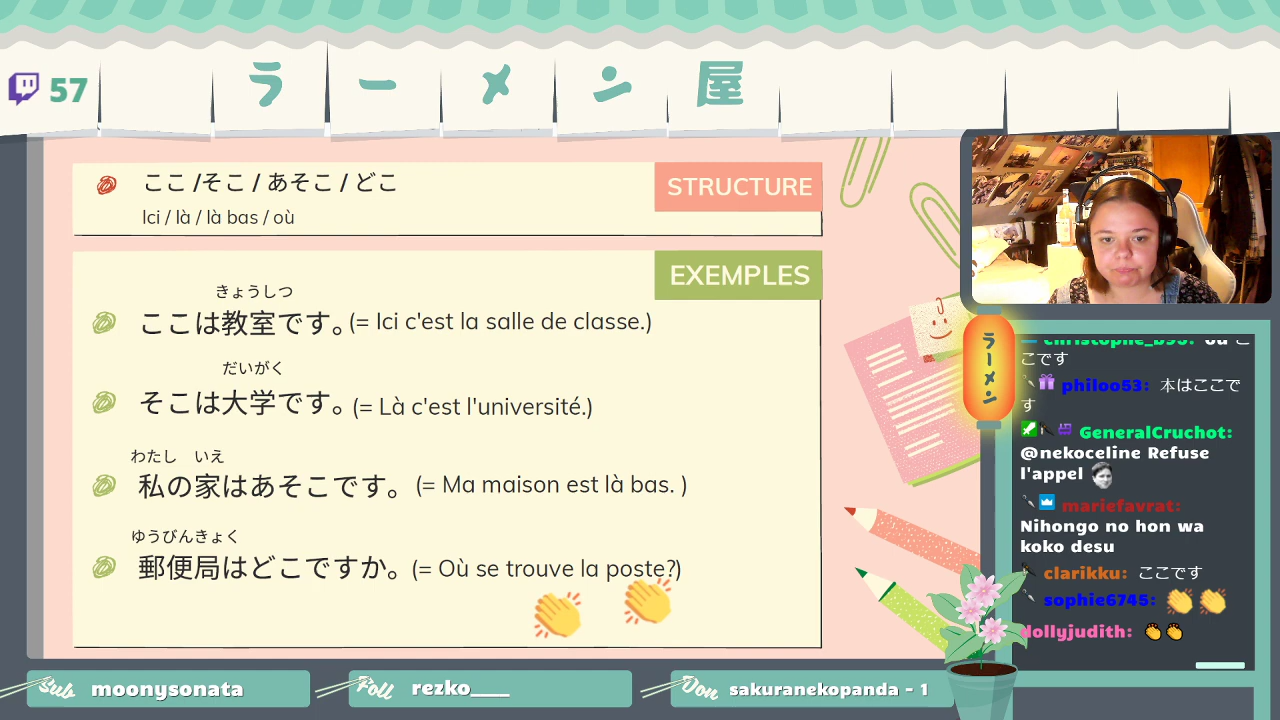 57
ラーメン屋
ここ /そこ / あそこ / どこ
STRUCTURE
Ici / là / là bas / où
EXEMPLES
きょうしつ
ここは教室です。(= Ici c'est la salle de classe.)
だいがく
そこは大学です。(= Là c'est l'université.)
わたし いえ
私の家はあそこです。(= Ma maison est là bas. )
ゆうびんきょく
郵便局はどこですか。(= Où se trouve la poste?)
ラーメン
こです
philoo53: 本はここで
す
GeneralCruchot:
@nekoceline Refuse
l'appel
mariefavrat:
Nihongo no hon wa
koko desu
clarikku: ここです
sophie6745:
dollyjudith:
Sub moonysonata
Foll rezko____
Don sakuranekopanda - 1